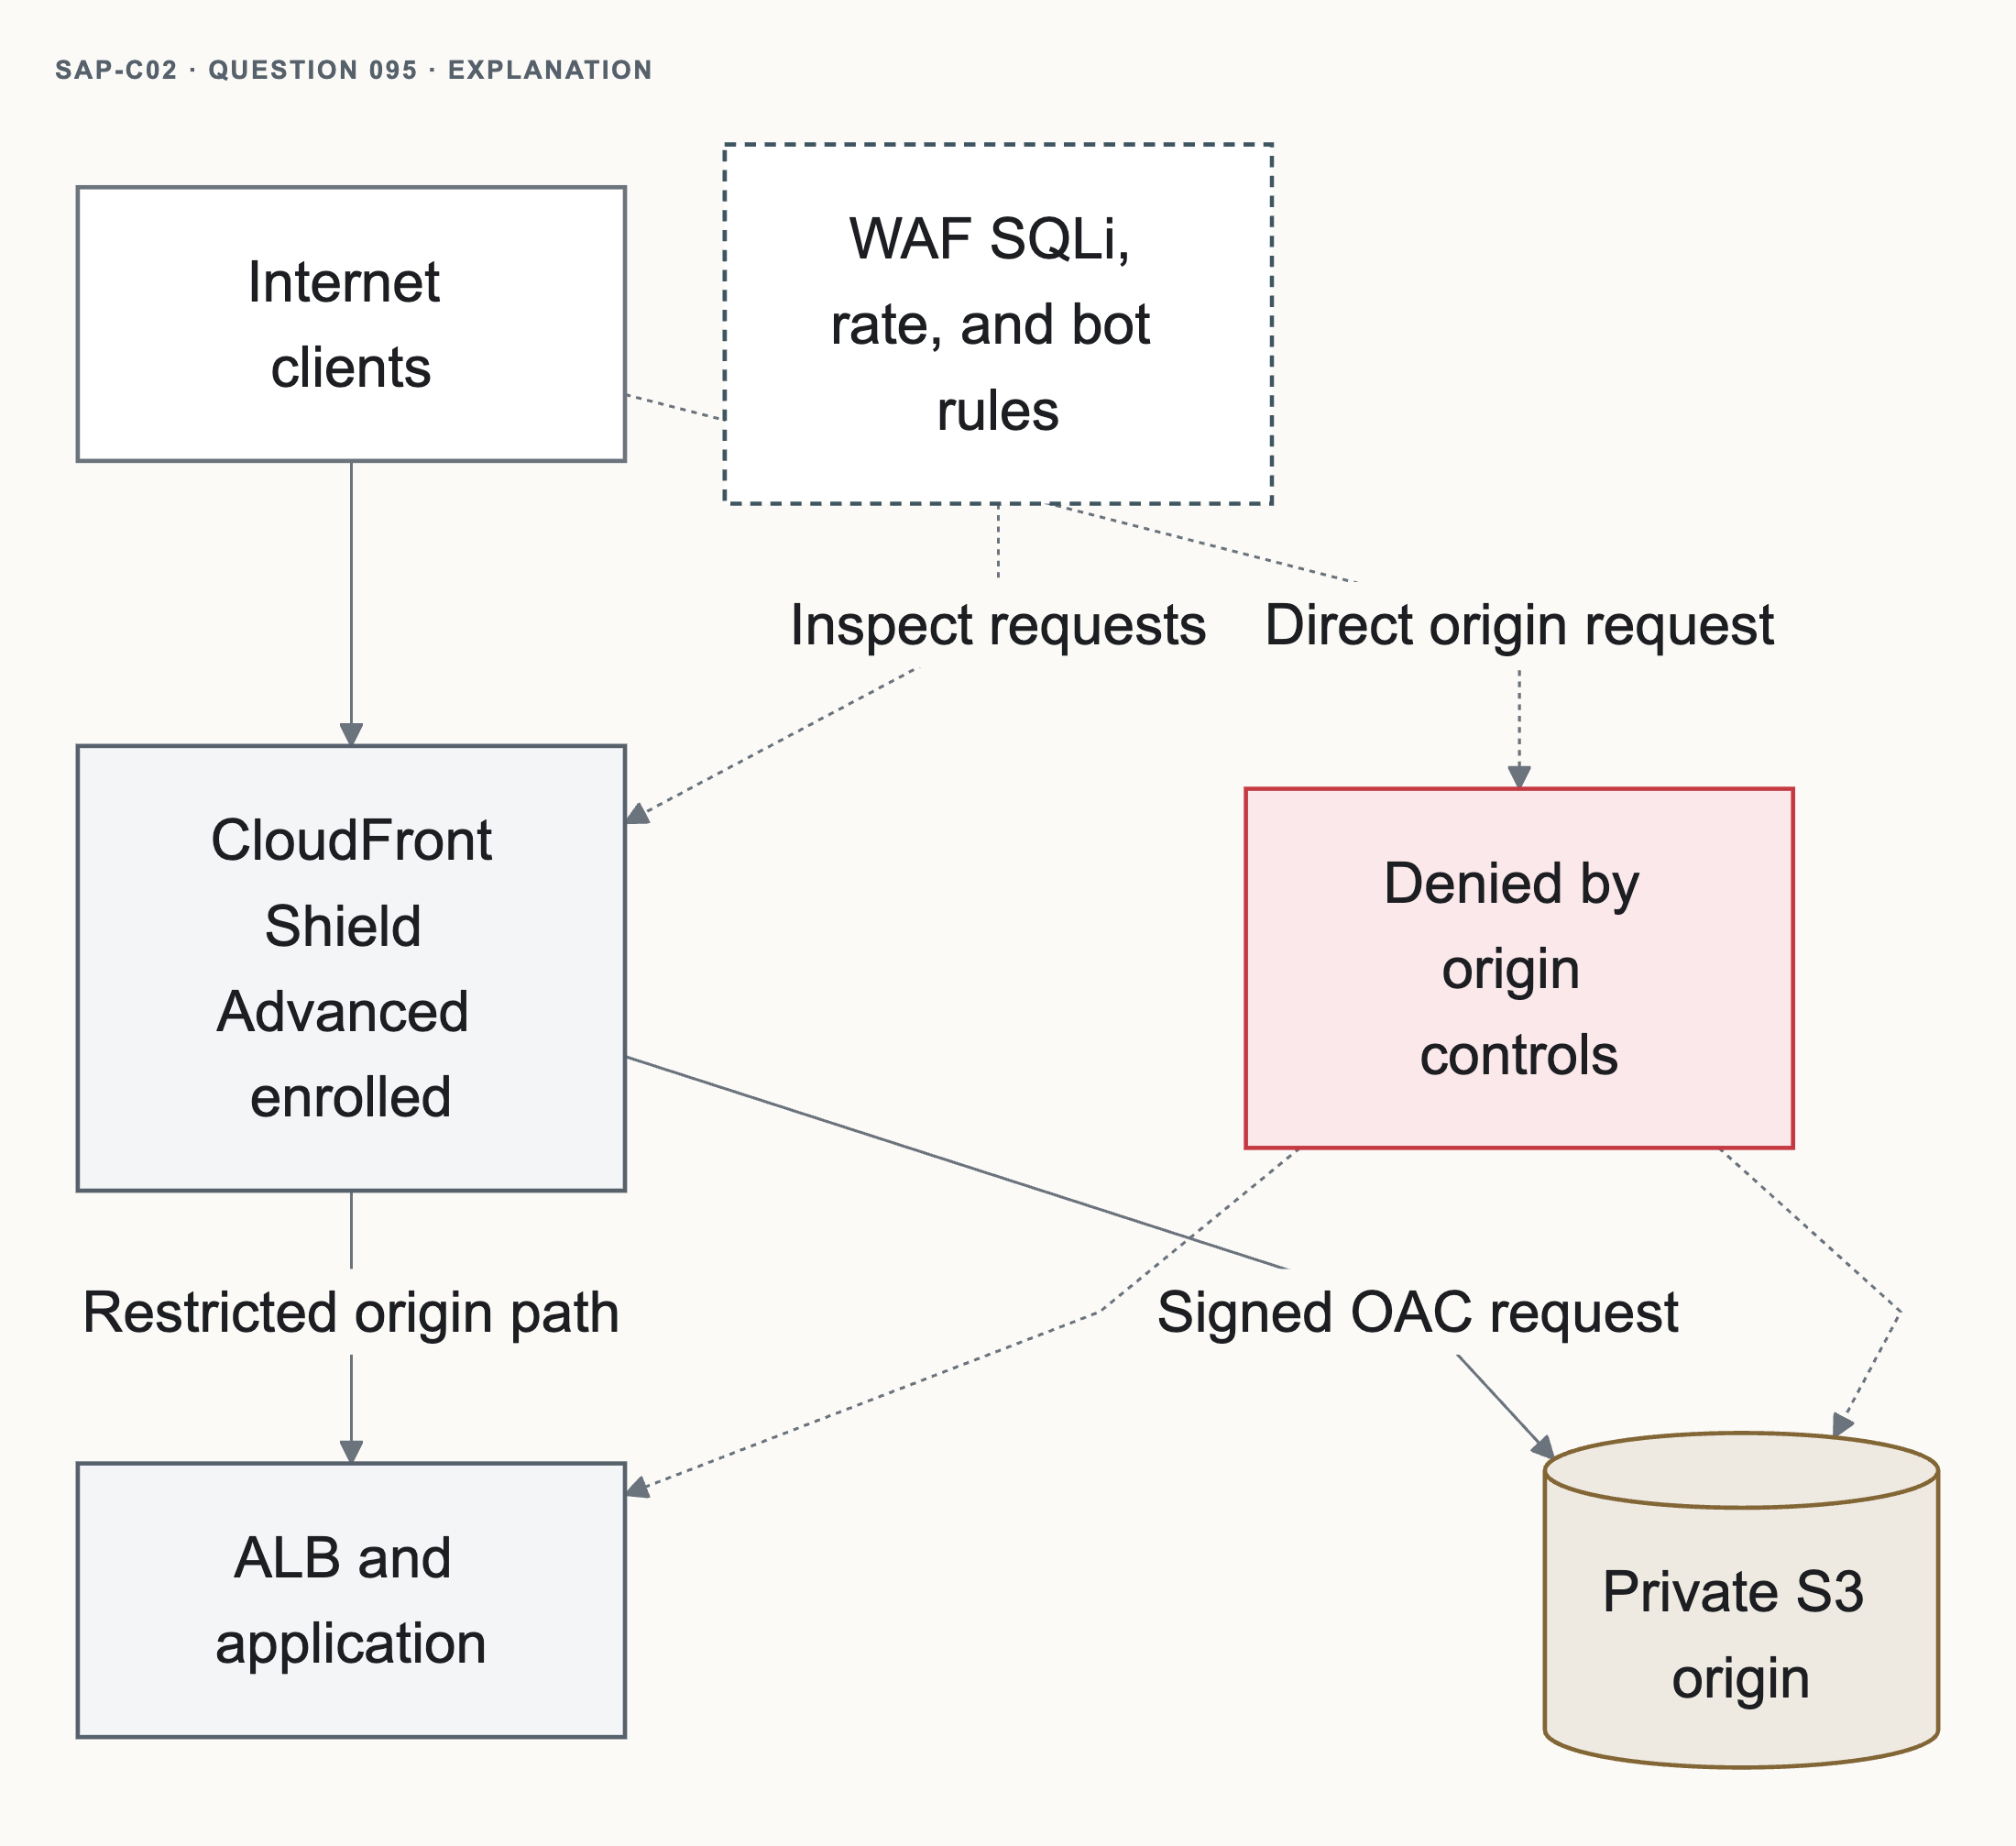 SAP-C02 · QUESTION 095 · EXPLANATION
Internet
clients
WAF SQLi,
rate, and bot
rules
Inspect requests
Direct origin request
CloudFront
Shield
Advanced
enrolled
Denied by
origin
controls
Restricted origin path
Signed OAC request
ALB and
application
Private S3
origin